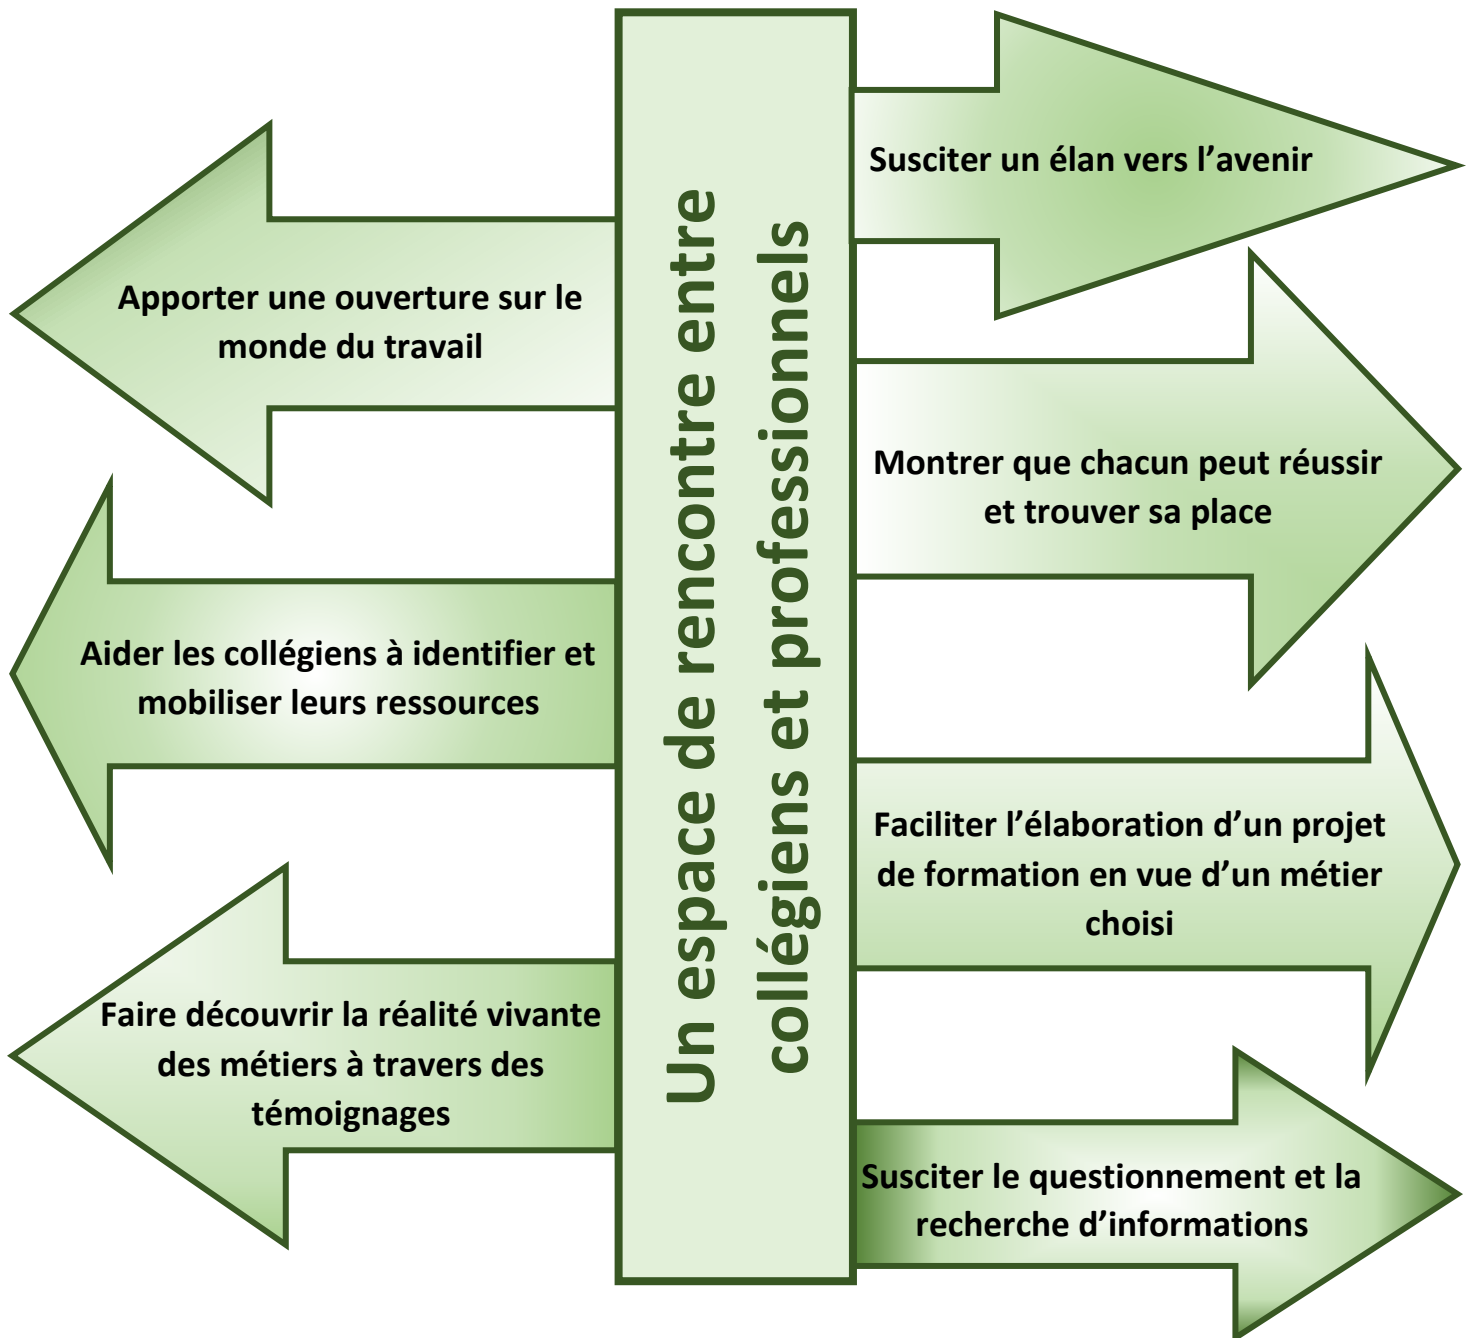 Un espace de rencontre entre
collégiens et professionnels
Susciter un élan vers l’avenir
Apporter une ouverture sur le
monde du travail
Montrer que chacun peut réussir
et trouver sa place
Aider les collégiens à identifier et
mobiliser leurs ressources
Faciliter l’élaboration d’un projet
de formation en vue d’un métier
choisi
Faire découvrir la réalité vivante
des métiers à travers des
témoignages
Susciter le questionnement et la
recherche d’informations